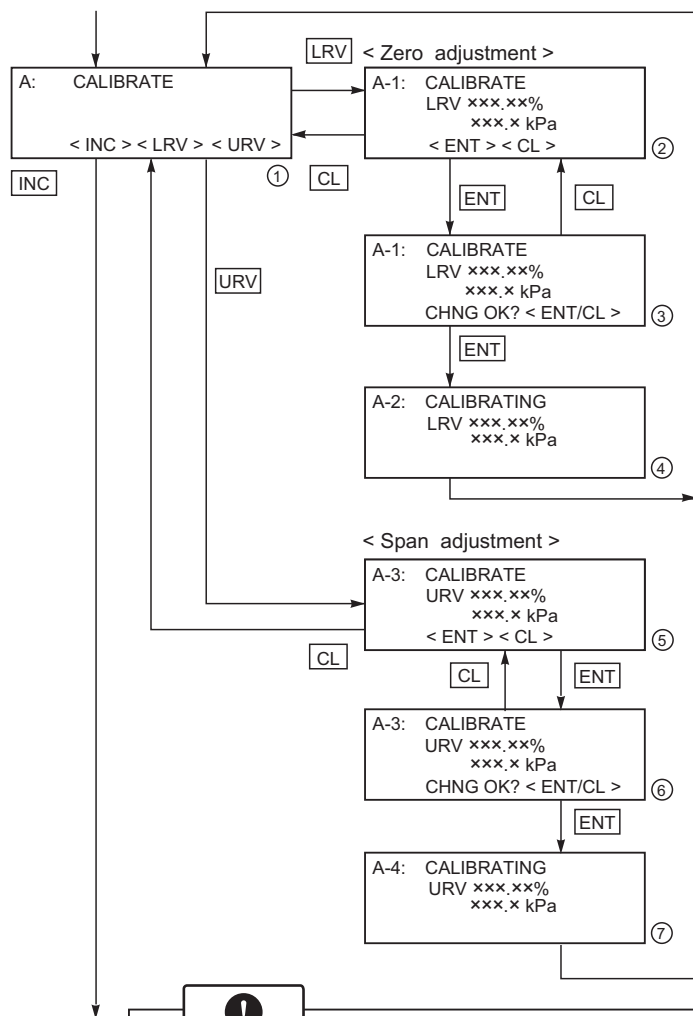 LRV < Zero adjustment >
A: CALIBRATE
< INC > < LRV > < URV >
①
INC
CL
A-1: CALIBRATE
LRV ×××.××%
×××.× kPa
< ENT > < CL >
②
ENT
CL
A-1: CALIBRATE
LRV ×××.××%
×××.× kPa
CHNG OK? < ENT/CL >
③
URV
ENT
A-2: CALIBRATING
LRV ×××.××%
×××.× kPa
④
< Span adjustment >
A-3: CALIBRATE
URV ×××.××%
×××.× kPa
< ENT > < CL >
⑤
CL
CL
ENT
A-3: CALIBRATE
URV ×××.××%
×××.× kPa
CHNG OK? < ENT/CL >
⑥
ENT
A-4: CALIBRATING
URV ×××.××%
×××.× kPa
⑦